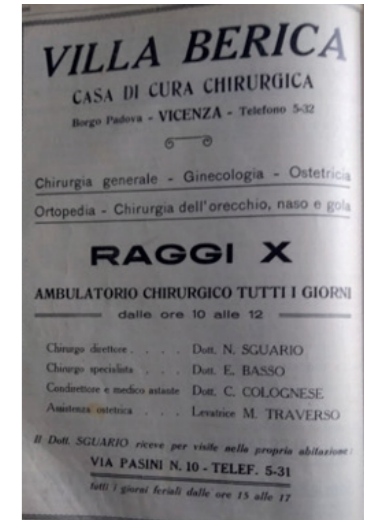 VILLA BERICA
CASA DI CURA CHIRURGICA
Borgo Padova - VICENZA - Telefono 5-32
Chirurgia generale - Ginecologia - Ostetricia
Ortopedia - Chirurgia dell'orecchio, naso e gola
RAGGI X
AMBULATORIO CHIRURGICO TUTTI I GIORNI
dalle ore 10 alle 12
Chirurgo direttore . . . . Dott. N. SGUARIO
Chirurgo specialista . . . Dott. E. BASSO
Condirettore e medico astante Dott. C. COLOGNESE
Assistenza ostetrica . . . Levatrice M. TRAVERSO
Il Dott. SGUARIO riceve per visite nella propria abitazione:
VIA PASINI N. 10 - TELEF. 5-31
tutti i giorni feriali dalle ore 15 alle 17